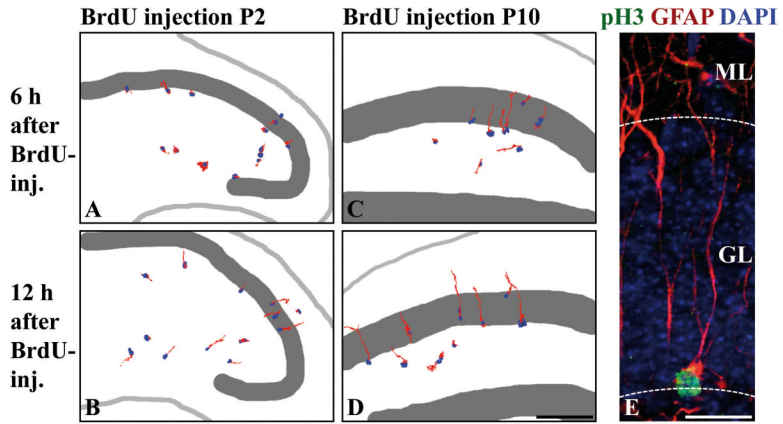 BrdU injection P2
BrdU injection P10
pH3 GFAP DAPI
6 h
after
BrdU-
inj.
A
C
ML
12 h
after
BrdU-
inj.
B
D
GL
E